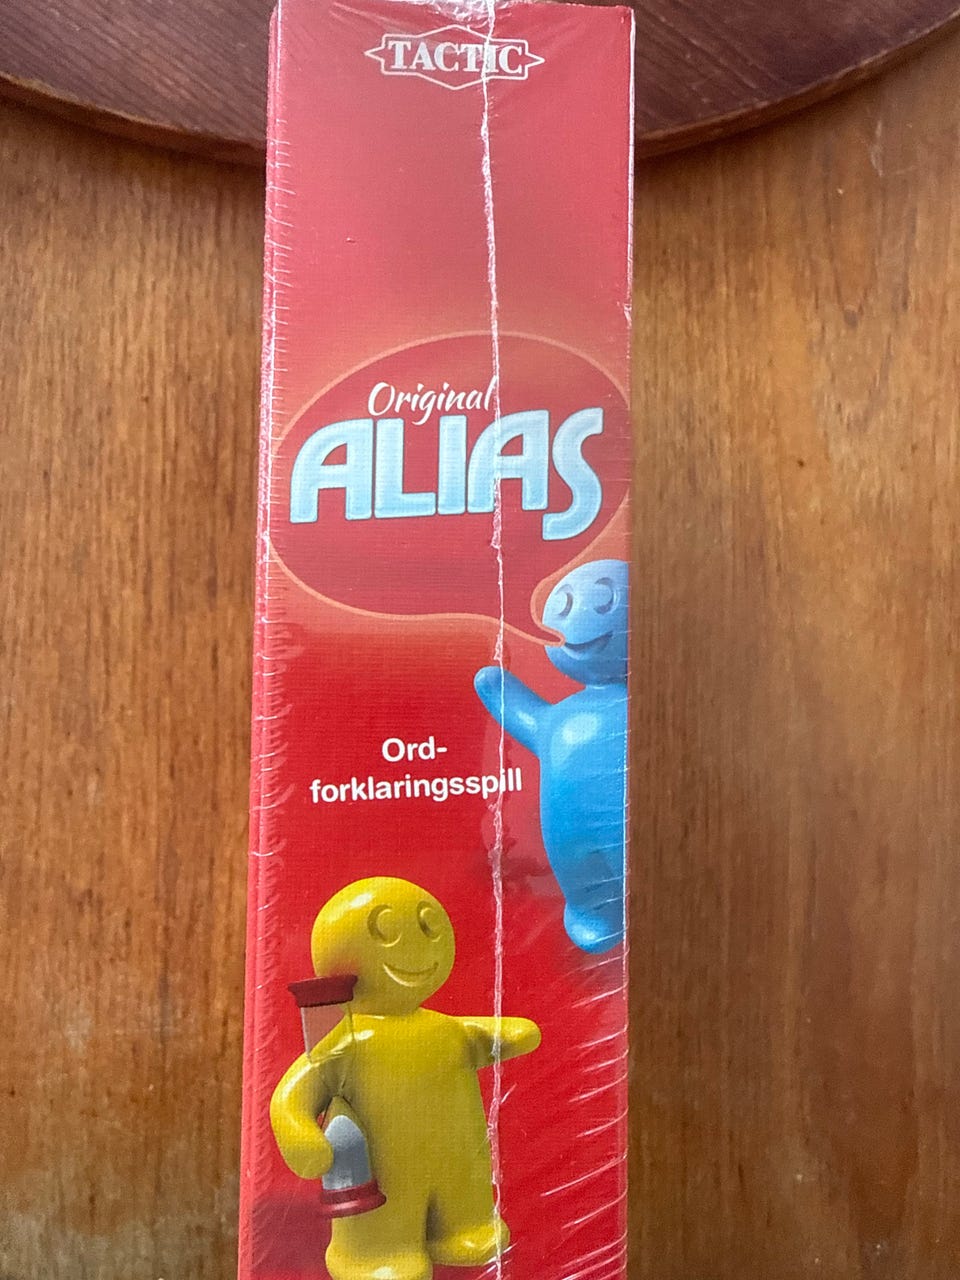 TACTIC
Original
ALIAS
Ord-
forklaringsspill